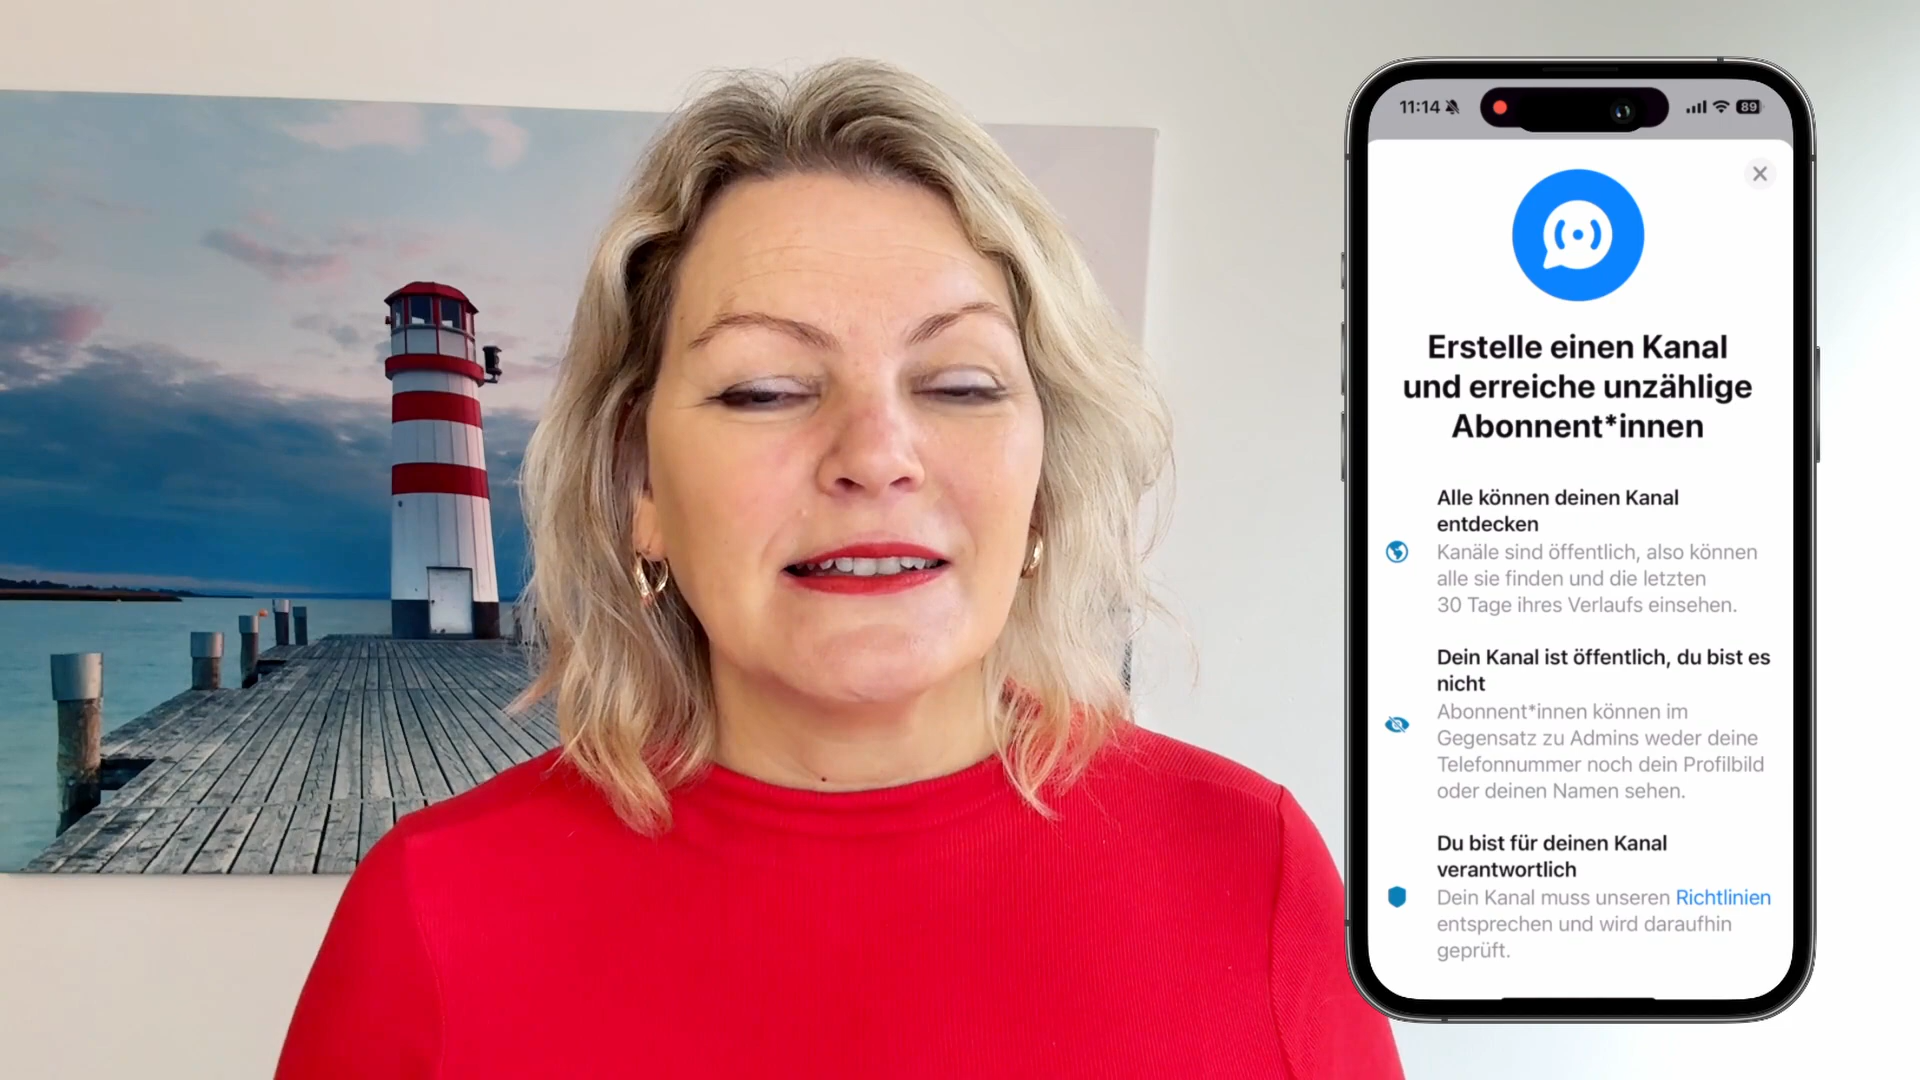 11:14
89
Erstelle einen Kanal
und erreiche unzählige
Abonnent*innen
Alle können deinen Kanal
entdecken
Kanäle sind öffentlich, also können
alle sie finden und die letzten
30 Tage ihres Verlaufs einsehen.
Dein Kanal ist öffentlich, du bist es
nicht
Abonnent*innen können im
Gegensatz zu Admins weder deine
Telefonnummer noch dein Profilbild
oder deinen Namen sehen.
Du bist für deinen Kanal
verantwortlich
Dein Kanal muss unseren Richtlinien
entsprechen und wird daraufhin
geprüft.